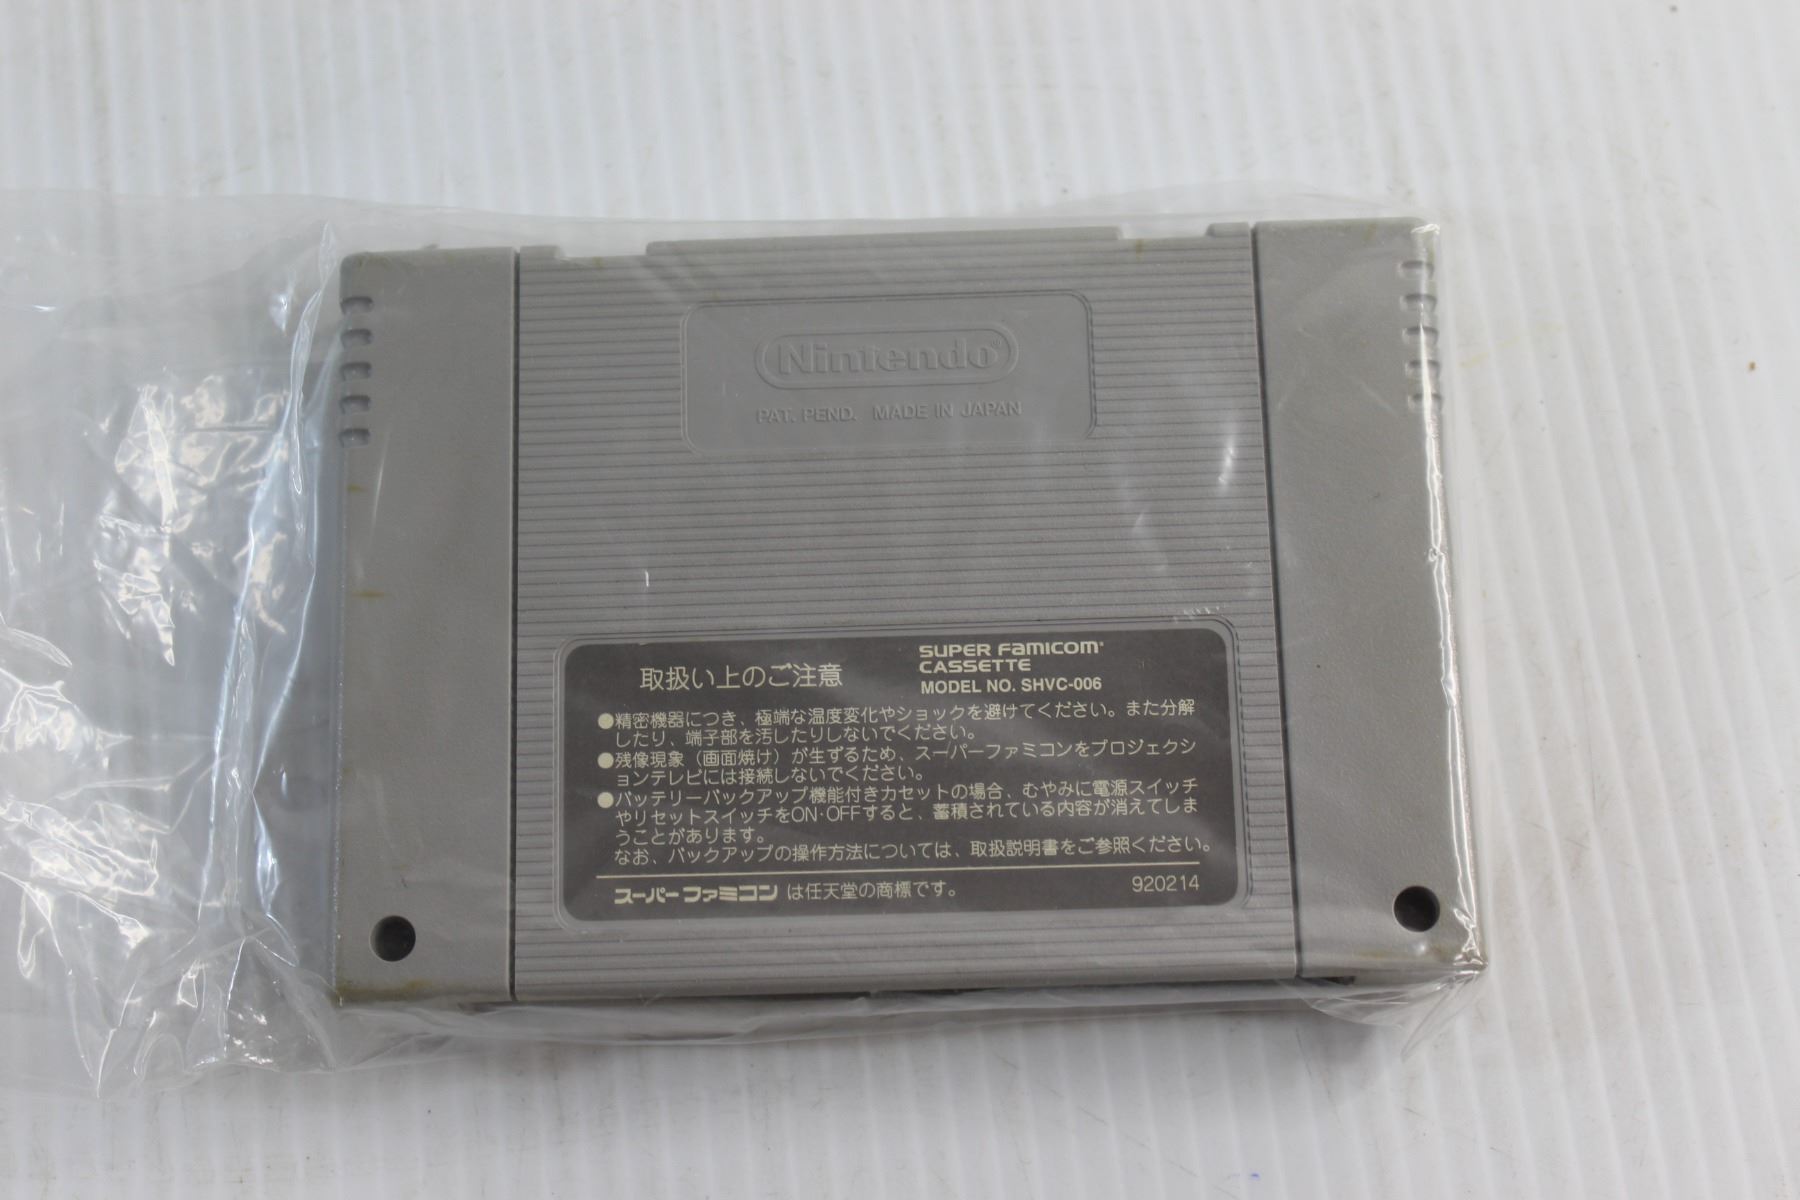 Nintendo®
PAT. PEND. MADE IN JAPAN
取扱い上のご注意
SUPER FAMICOM®
CASSETTE
MODEL NO. SHVC-006
●精密機器につき、極端な温度変化やショックを避けてください。また分解
したり、端子部を汚したりしないでください。
●残像現象（画面焼け）が生ずるため、スーパーファミコンをプロジェクシ
ョンテレビには接続しないでください。
●バッテリーバックアップ機能付きカセットの場合、むやみに電源スイッチ
やリセットスイッチをON・OFFすると、蓄積されている内容が消えてしま
うことがあります。
なお、バックアップの操作方法については、取扱説明書をご参照ください。
スーパーファミコン は任天堂の商標です。
920214